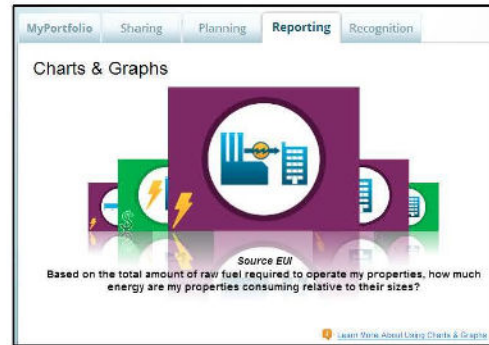 MyPortfolio Sharing Planning Reporting Recognition
Charts & Graphs
Source EUI
Based on the total amount of raw fuel required to operate my properties, how much
energy are my properties consuming relative to their sizes?
Learn More About Using Charts & Graphs